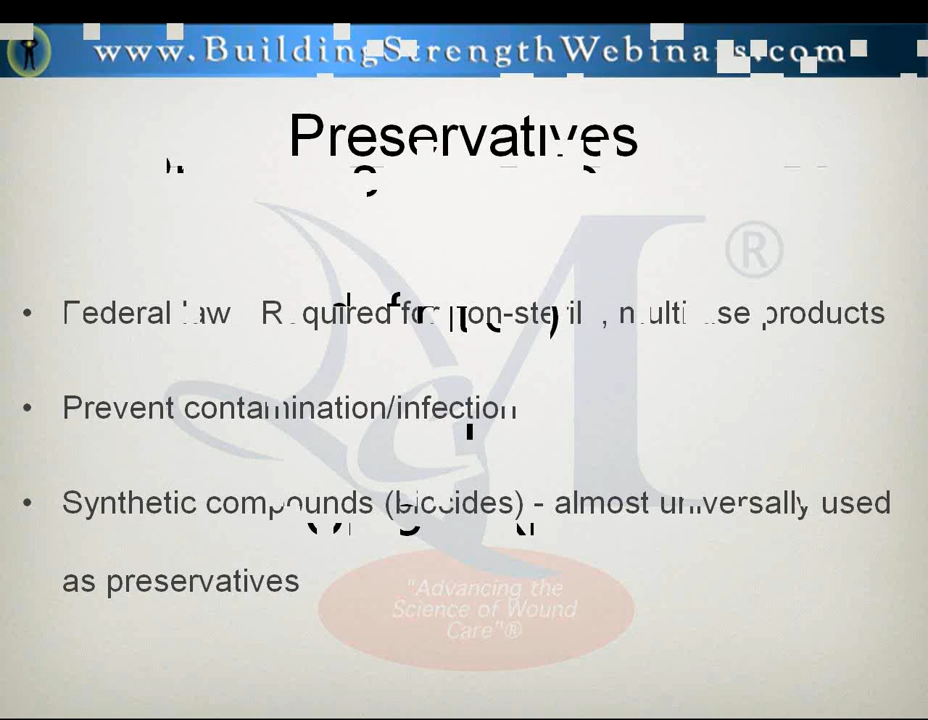 www.BuildingStrengthWebinars.com
Preservatives
®
• Federal law Required for non-sterile, multi use products
• Prevent contamination/infection
• Synthetic compounds (biocides) - almost universally used
as preservatives
"Advancing the
Science of Wound
Care"®